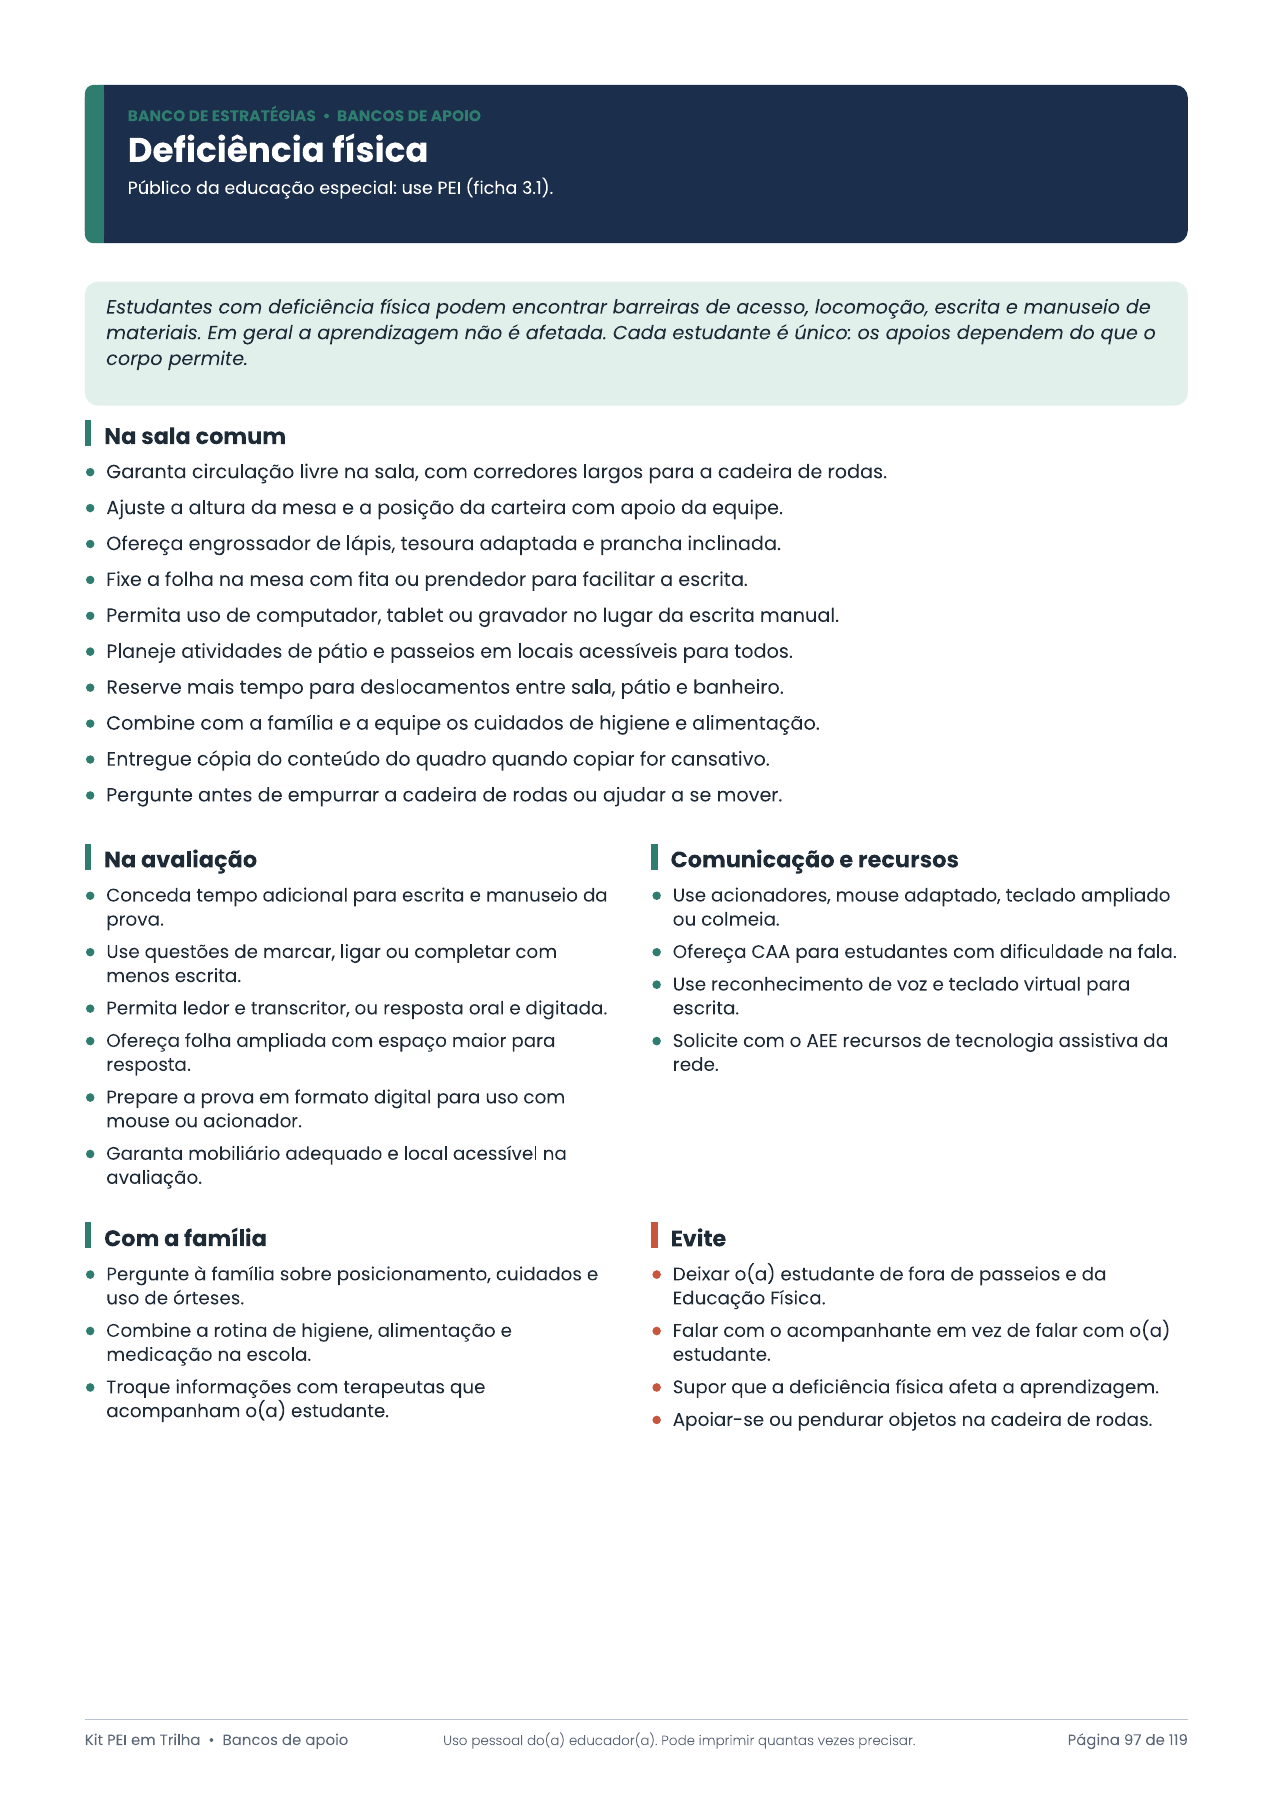 BANCO DE ESTRATÉGIAS • BANCOS DE APOIO
Deficiência física
Público da educação especial: use PEI (ficha 3.1).
Estudantes com deficiência física podem encontrar barreiras de acesso, locomoção, escrita e manuseio de
materiais. Em geral a aprendizagem não é afetada. Cada estudante é único: os apoios dependem do que o
corpo permite.
Na sala comum
• Garanta circulação livre na sala, com corredores largos para a cadeira de rodas.
• Ajuste a altura da mesa e a posição da carteira com apoio da equipe.
• Ofereça engrossador de lápis, tesoura adaptada e prancha inclinada.
• Fixe a folha na mesa com fita ou prendedor para facilitar a escrita.
• Permita uso de computador, tablet ou gravador no lugar da escrita manual.
• Planeje atividades de pátio e passeios em locais acessíveis para todos.
• Reserve mais tempo para deslocamentos entre sala, pátio e banheiro.
• Combine com a família e a equipe os cuidados de higiene e alimentação.
• Entregue cópia do conteúdo do quadro quando copiar for cansativo.
• Pergunte antes de empurrar a cadeira de rodas ou ajudar a se mover.
Na avaliação
• Conceda tempo adicional para escrita e manuseio da
prova.
• Use questões de marcar, ligar ou completar com
menos escrita.
• Permita ledor e transcritor, ou resposta oral e digitada.
• Ofereça folha ampliada com espaço maior para
resposta.
• Prepare a prova em formato digital para uso com
mouse ou acionador.
• Garanta mobiliário adequado e local acessível na
avaliação.
Comunicação e recursos
• Use acionadores, mouse adaptado, teclado ampliado
ou colmeia.
• Ofereça CAA para estudantes com dificuldade na fala.
• Use reconhecimento de voz e teclado virtual para
escrita.
• Solicite com o AEE recursos de tecnologia assistiva da
rede.
Com a família
• Pergunte à família sobre posicionamento, cuidados e
uso de órteses.
• Combine a rotina de higiene, alimentação e
medicação na escola.
• Troque informações com terapeutas que
acompanham o(a) estudante.
Evite
• Deixar o(a) estudante de fora de passeios e da
Educação Física.
• Falar com o acompanhante em vez de falar com o(a)
estudante.
• Supor que a deficiência física afeta a aprendizagem.
• Apoiar-se ou pendurar objetos na cadeira de rodas.
Kit PEI em Trilha • Bancos de apoio
Uso pessoal do(a) educador(a). Pode imprimir quantas vezes precisar.
Página 97 de 119